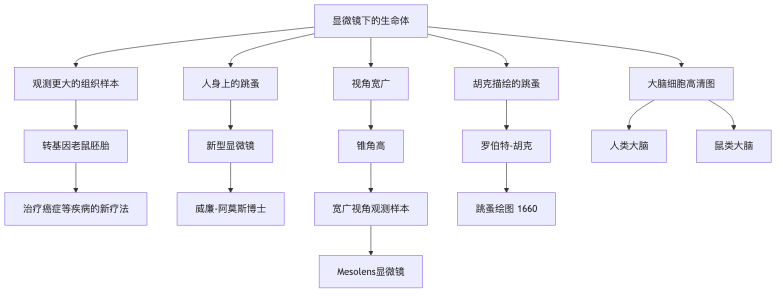 显微镜下的生命体
观测更大的组织样本
人身上的跳蚤
视角宽广
胡克描绘的跳蚤
大脑细胞高清图
转基因老鼠胚胎
新型显微镜
锥角高
罗伯特-胡克
人类大脑
鼠类大脑
治疗癌症等疾病的新疗法
威廉-阿莫斯博士
宽广视角观测样本
跳蚤绘图 1660
Mesolens显微镜